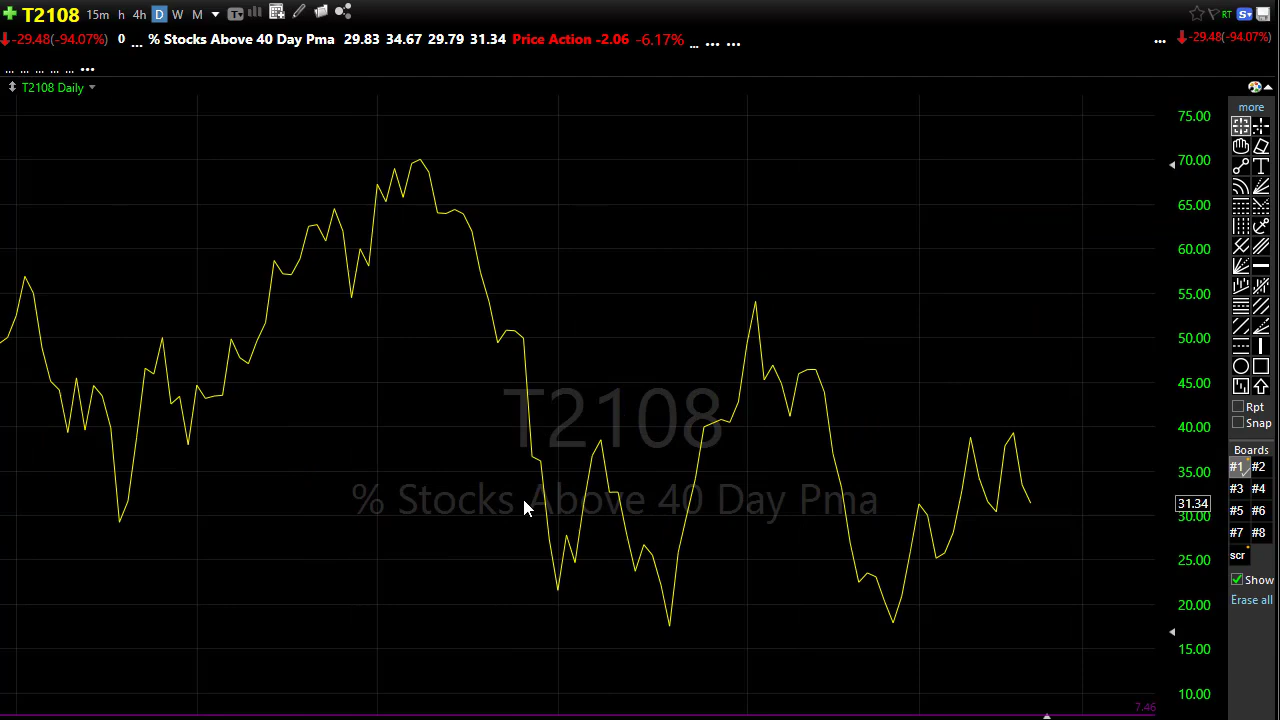 T2108 15m h 4h D W M RT S
-29.48(-94.07%) 0 ... % Stocks Above 40 Day Pma 29.83 34.67 29.79 31.34 Price Action -2.06 -6.17% ... ... ... ... -29.48(-94.07%)
... ... ... ... ... ...
T2108 Daily
more
75.00
70.00
65.00
60.00
55.00
50.00
45.00
40.00
35.00
31.34
30.00
25.00
20.00
15.00
10.00
7.46
T2108
% Stocks Above 40 Day Pma
T
Rpt
Snap
Boards
#1 #2
#3 #4
#5 #6
#7 #8
scr
Show
Erase all